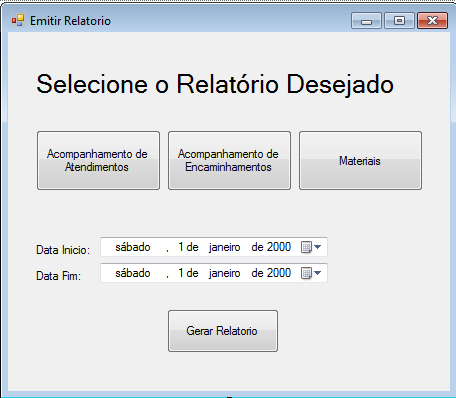 Emitir Relatorio
Selecione o Relatório Desejado
Acompanhamento de
Atendimentos
Acompanhamento de
Encaminhamentos
Materiais
Data Inicio: sábado , 1 de janeiro de 2000
Data Fim: sábado , 1 de janeiro de 2000
Gerar Relatorio